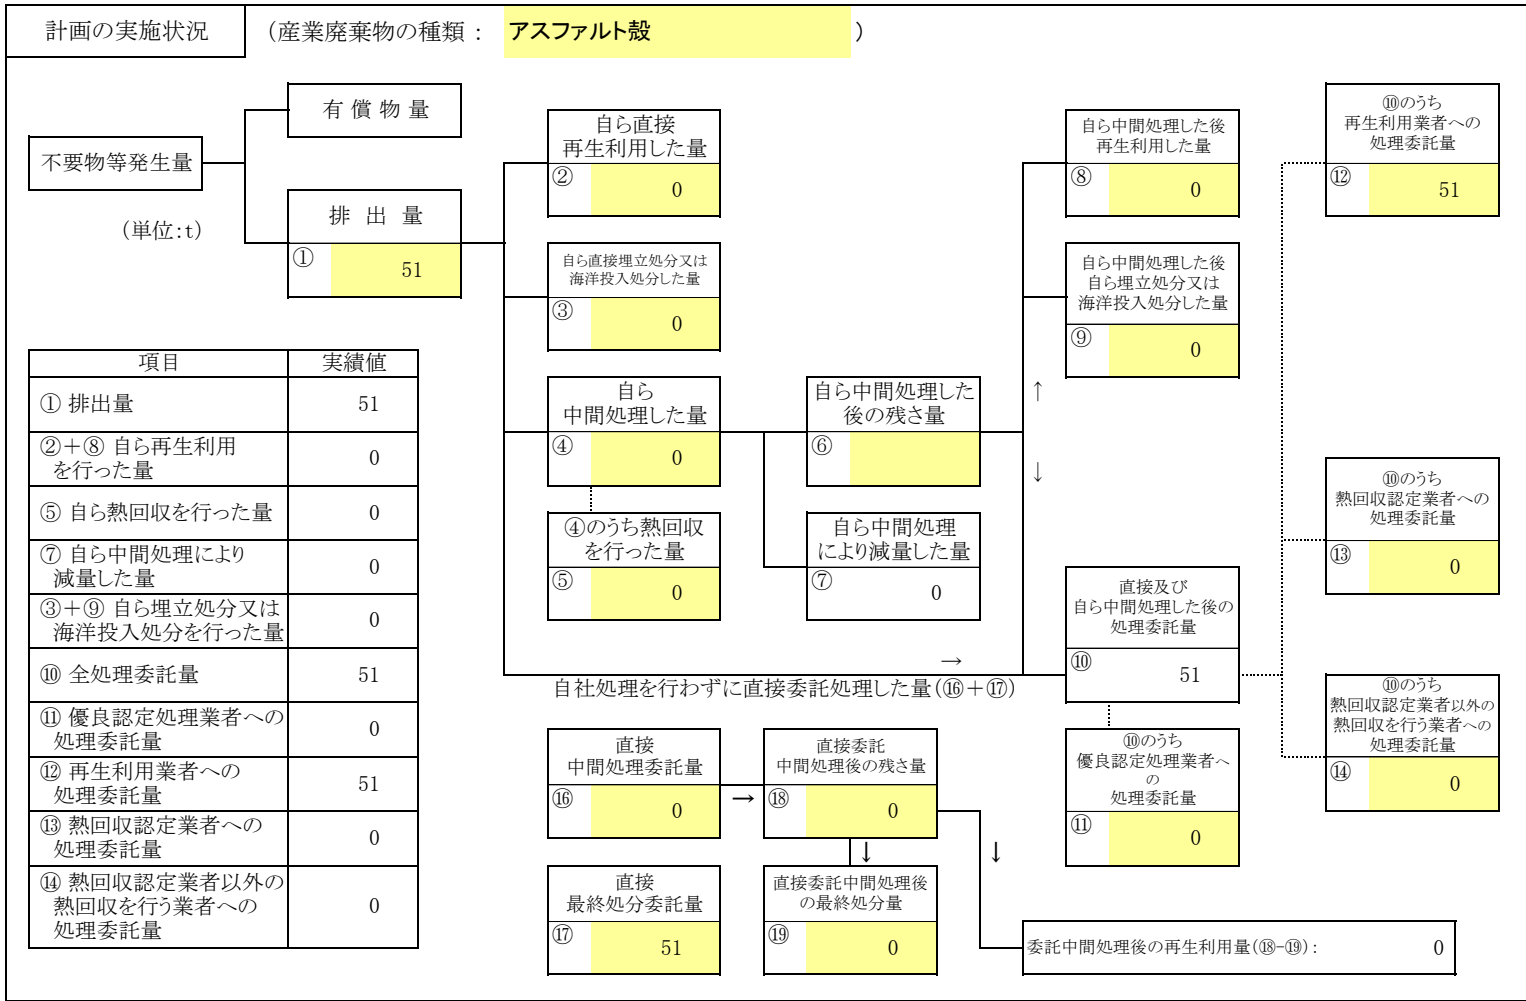 計画の実施状況
（産業廃棄物の種類： アスファルト殻 ）
有 償 物 量
不要物等発生量
（単位:t）
排 出 量
① 51
自ら直接
再生利用した量
② 0
自ら直接埋立処分又は
海洋投入処分した量
③ 0
自ら
中間処理した量
④ 0
④のうち熱回収
を行った量
⑤ 0
自ら中間処理した
後の残さ量
⑥
自ら中間処理
により減量した量
⑦ 0
自ら中間処理した後
再生利用した量
⑧ 0
自ら中間処理した後
自ら埋立処分又は
海洋投入処分した量
⑨ 0
↑
↓
直接及び
自ら中間処理した後の
処理委託量
⑩ 51
→
自社処理を行わずに直接委託処理した量（⑯＋⑰）
⑩のうち
優良認定処理業者へ
の
処理委託量
⑪ 0
⑩のうち
再生利用業者への
処理委託量
⑫ 51
⑩のうち
熱回収認定業者への
処理委託量
⑬ 0
⑩のうち
熱回収認定業者以外の
熱回収を行う業者への
処理委託量
⑭ 0
直接
中間処理委託量
⑯ 0
→
直接委託
中間処理後の残さ量
⑱ 0
↓
↓
直接
最終処分委託量
⑰ 51
直接委託中間処理後
の最終処分量
⑲ 0
委託中間処理後の再生利用量(⑱-⑲)： 0
項目 実績値
① 排出量 51
②＋⑧ 自ら再生利用
を行った量 0
⑤ 自ら熱回収を行った量 0
⑦ 自ら中間処理により
減量した量 0
③＋⑨ 自ら埋立処分又は
海洋投入処分を行った量 0
⑩ 全処理委託量 51
⑪ 優良認定処理業者への
処理委託量 0
⑫ 再生利用業者への
処理委託量 51
⑬ 熱回収認定業者への
処理委託量 0
⑭ 熱回収認定業者以外の
熱回収を行う業者への
処理委託量 0